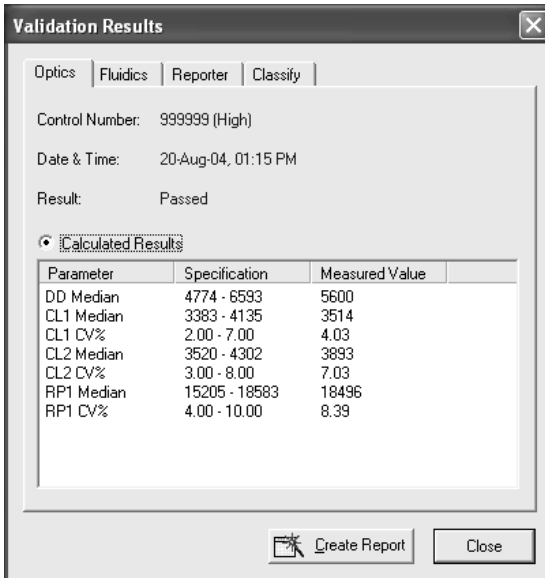 Validation Results
Optics Fluidics Reporter Classify
Control Number: 999999 (High)
Date & Time: 20-Aug-04, 01:15 PM
Result: Passed
Calculated Results
Parameter Specification Measured Value
DD Median 4774 - 6593 5600
CL1 Median 3383 - 4135 3514
CL1 CV% 2.00 - 7.00 4.03
CL2 Median 3520 - 4302 3893
CL2 CV% 3.00 - 8.00 7.03
RP1 Median 15205 - 18583 18496
RP1 CV% 4.00 - 10.00 8.39
Create Report Close